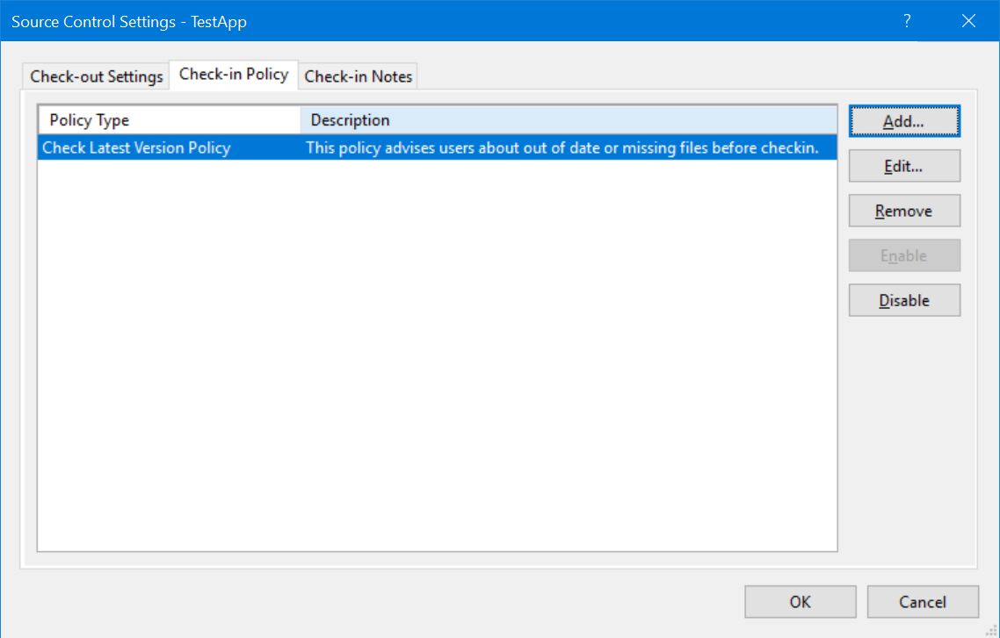 Source Control Settings - TestApp ?
Check-out Settings Check-in Policy Check-in Notes
Policy Type Description Add...
Check Latest Version Policy This policy advises users about out of date or missing files before checkin.
Edit...
Remove
Enable
Disable
OK Cancel